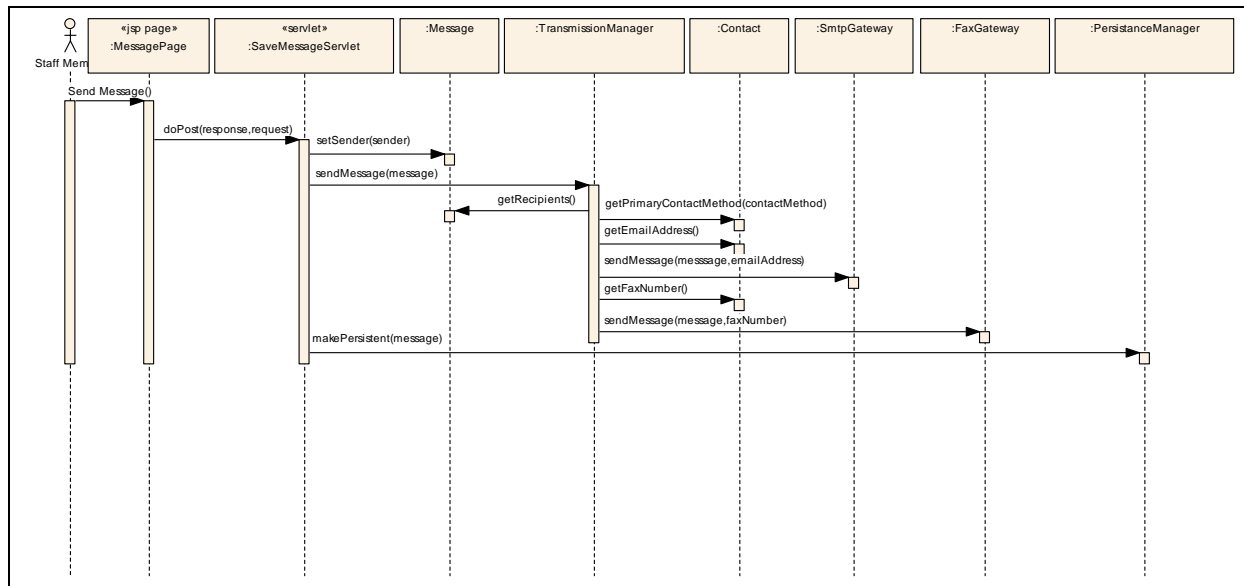 «jsp page»
:MessagePage
«servlet»
:SaveMessageServlet
:Message
:TransmissionManager
:Contact
:SmtpGateway
:FaxGateway
:PersistanceManager
Staff Mem
Send Message()
doPost(response,request)
setSender(sender)
sendMessage(message)
getRecipients()
getPrimaryContactMethod(contactMethod)
getEmailAddress()
sendMessage(messsage,emailAddress)
getFaxNumber()
sendMessage(message,faxNumber)
makePersistent(message)